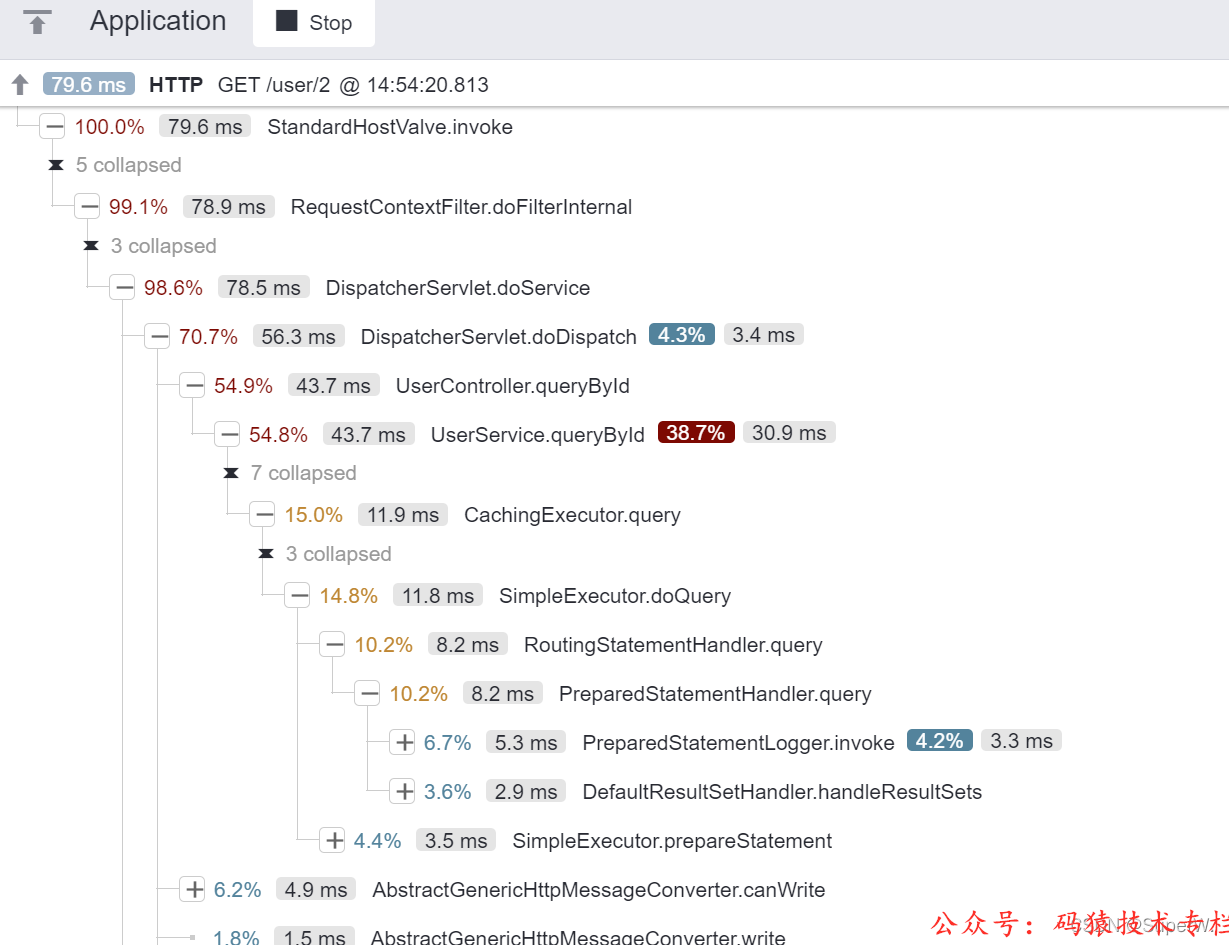 Application Stop
79.6 ms HTTP GET /user/2 @ 14:54:20.813
100.0% 79.6 ms StandardHostValve.invoke
5 collapsed
99.1% 78.9 ms RequestContextFilter.doFilterInternal
3 collapsed
98.6% 78.5 ms DispatcherServlet.doService
70.7% 56.3 ms DispatcherServlet.doDispatch 4.3% 3.4 ms
54.9% 43.7 ms UserController.queryById
54.8% 43.7 ms UserService.queryById 38.7% 30.9 ms
7 collapsed
15.0% 11.9 ms CachingExecutor.query
3 collapsed
14.8% 11.8 ms SimpleExecutor.doQuery
10.2% 8.2 ms RoutingStatementHandler.query
10.2% 8.2 ms PreparedStatementHandler.query
6.7% 5.3 ms PreparedStatementLogger.invoke 4.2% 3.3 ms
3.6% 2.9 ms DefaultResultSetHandler.handleResultSets
4.4% 3.5 ms SimpleExecutor.prepareStatement
6.2% 4.9 ms AbstractGenericHttpMessageConverter.canWrite
1.8% 1.5 ms AbstractGenericHttpMessageConverter.write
公众号：码猿技术专栏